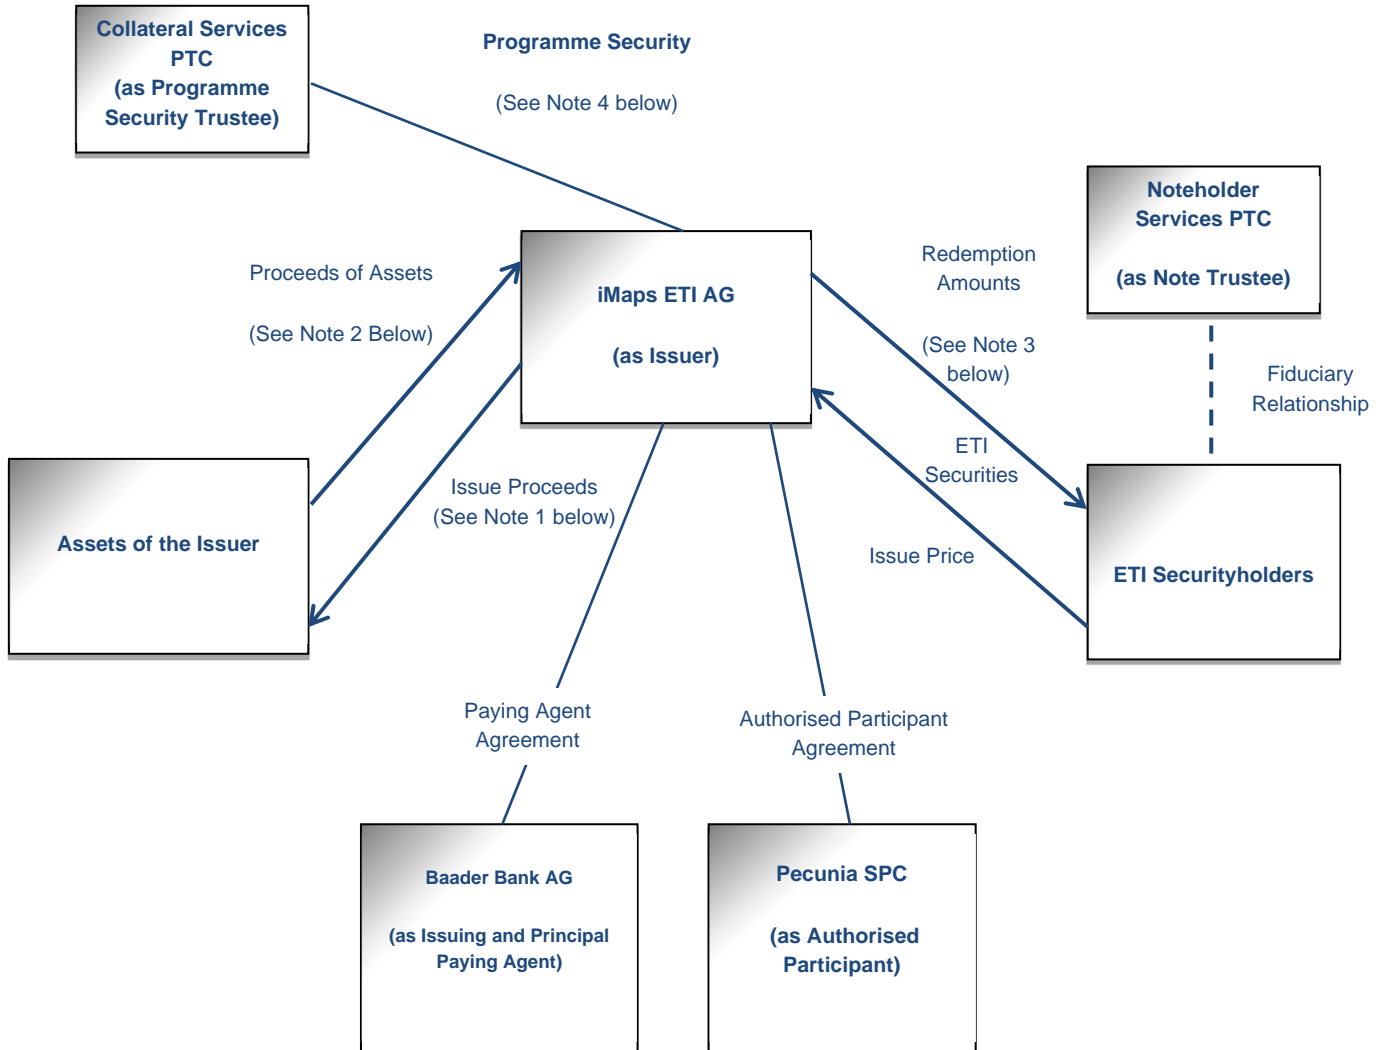 Collateral Services
PTC
(as Programme
Security Trustee)
Programme Security
(See Note 4 below)
Noteholder
Services PTC
(as Note Trustee)
Proceeds of Assets
(See Note 2 Below)
iMaps ETI AG
(as Issuer)
Redemption
Amounts
(See Note 3
below)
Fiduciary
Relationship
Assets of the Issuer
Issue Proceeds
(See Note 1 below)
ETI
Securities
Issue Price
ETI Securityholders
Paying Agent
Agreement
Authorised Participant
Agreement
Baader Bank AG
(as Issuing and Principal
Paying Agent)
Pecunia SPC
(as Authorised
Participant)